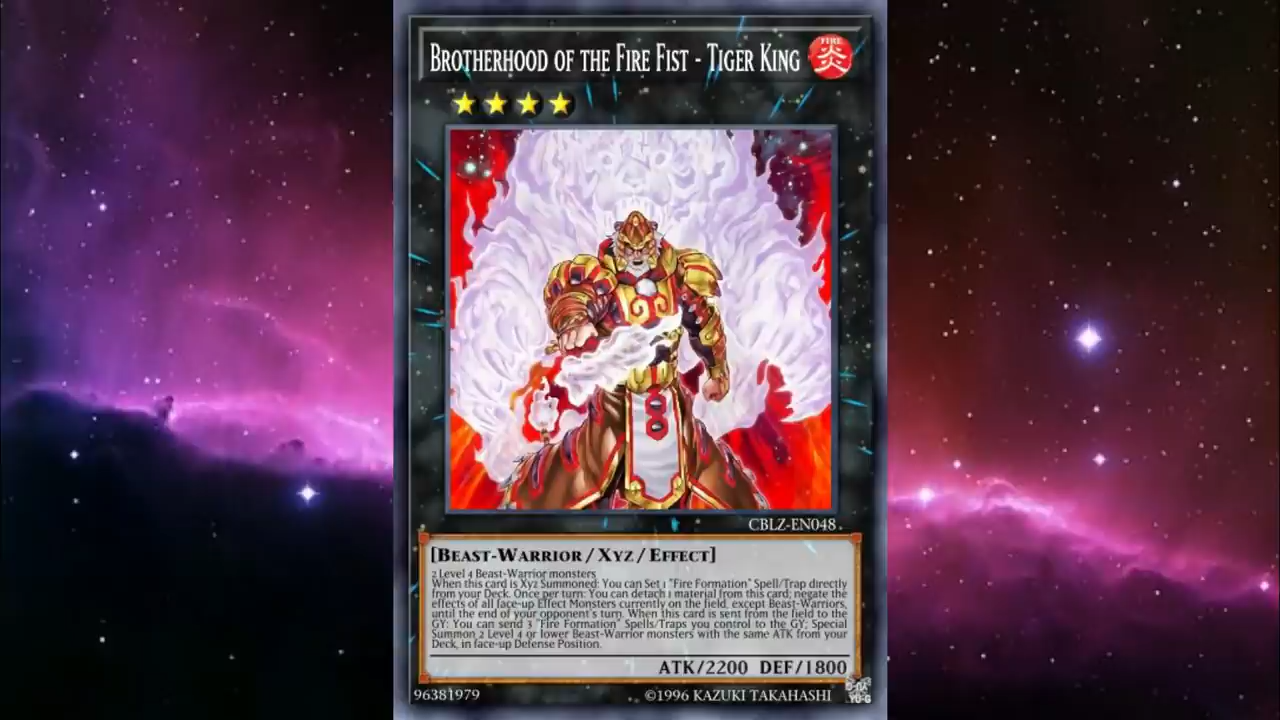 BROTHERHOOD OF THE FIRE FIST - TIGER KING
FIRE
炎
CBLZ-EN048
[BEAST-WARRIOR / XYZ / EFFECT]
2 Level 4 Beast-Warrior monsters
When this card is Xyz Summoned: You can Set 1 "Fire Formation" Spell/Trap directly
from your Deck. Once per turn: You can detach 1 material from this card; negate the
effects of all face-up Effect Monsters currently on the field, except Beast-Warriors,
until the end of your opponent's turn. When this card is sent from the field to the
GY: You can send 3 "Fire Formation" Spells/Traps you control to the GY; Special
Summon 2 Level 4 or lower Beast-Warrior monsters with the same ATK from your
Deck, in face-up Defense Position.
ATK/2200 DEF/1800
96381979
©1996 KAZUKI TAKAHASHI